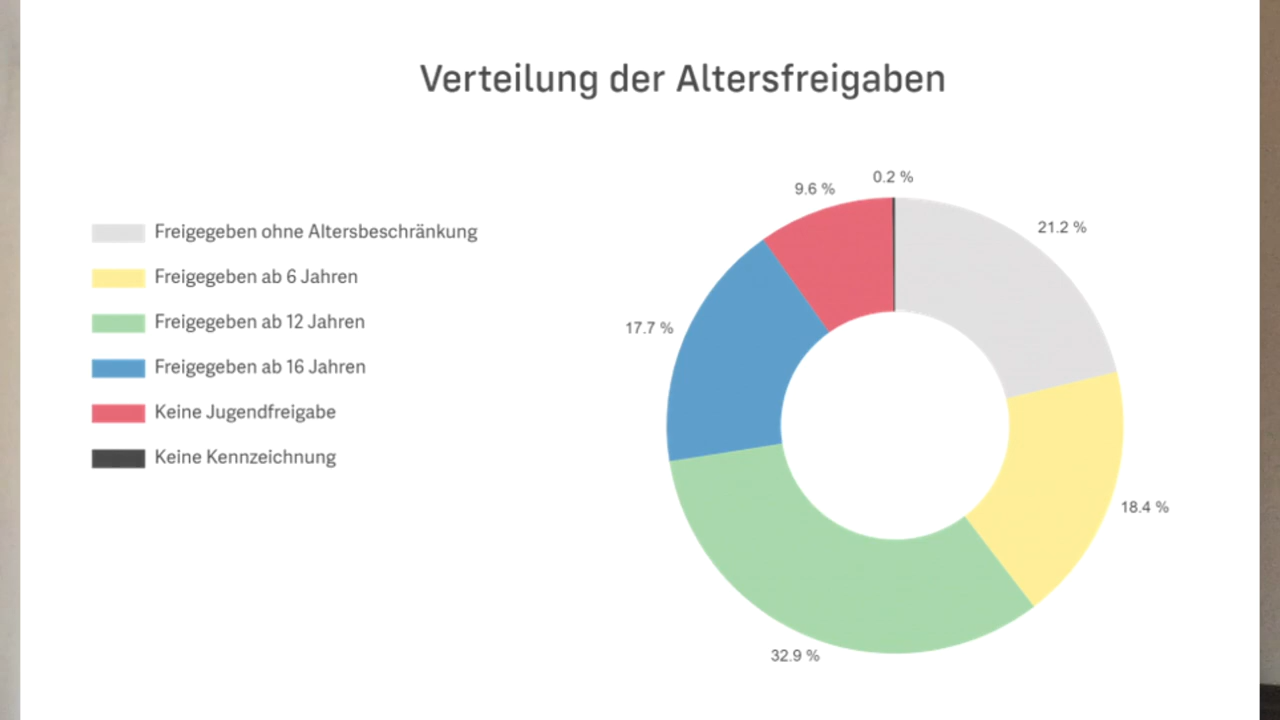 Verteilung der Altersfreigaben
Freigegeben ohne Altersbeschränkung
Freigegeben ab 6 Jahren
Freigegeben ab 12 Jahren
Freigegeben ab 16 Jahren
Keine Jugendfreigabe
Keine Kennzeichnung
0.2 %
9.6 %
21.2 %
17.7 %
18.4 %
32.9 %